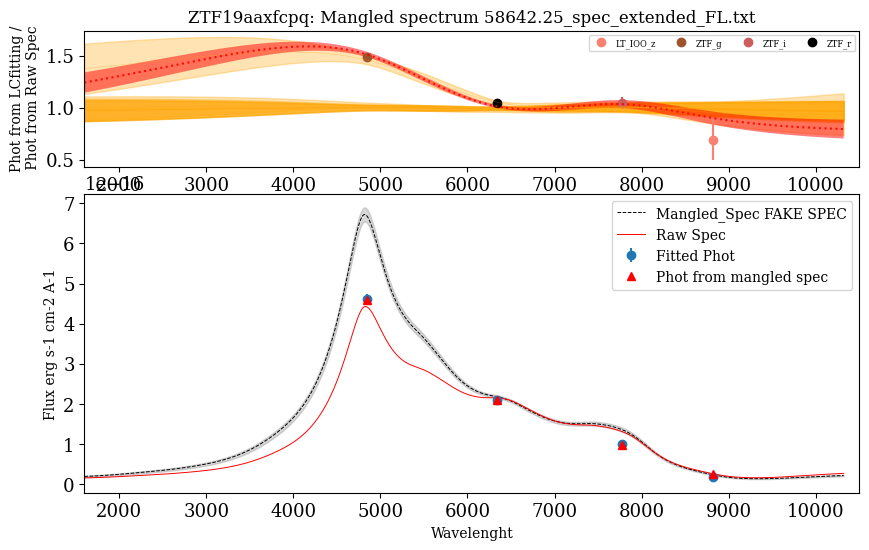 ZTF19aaxfcpq: Mangled spectrum 58642.25_spec_extended_FL.txt
Phot from LCfitting /
Phot from Raw Spec
1.5
1.0
0.5
LT_IOO_z
ZTF_g
ZTF_i
ZTF_r
2000 3000 4000 5000 6000 7000 8000 9000 10000
1e−16
Flux erg s-1 cm-2 A-1
7
6
5
4
3
2
1
0
Mangled_Spec FAKE SPEC
Raw Spec
Fitted Phot
Phot from mangled spec
2000 3000 4000 5000 6000 7000 8000 9000 10000
Wavelenght